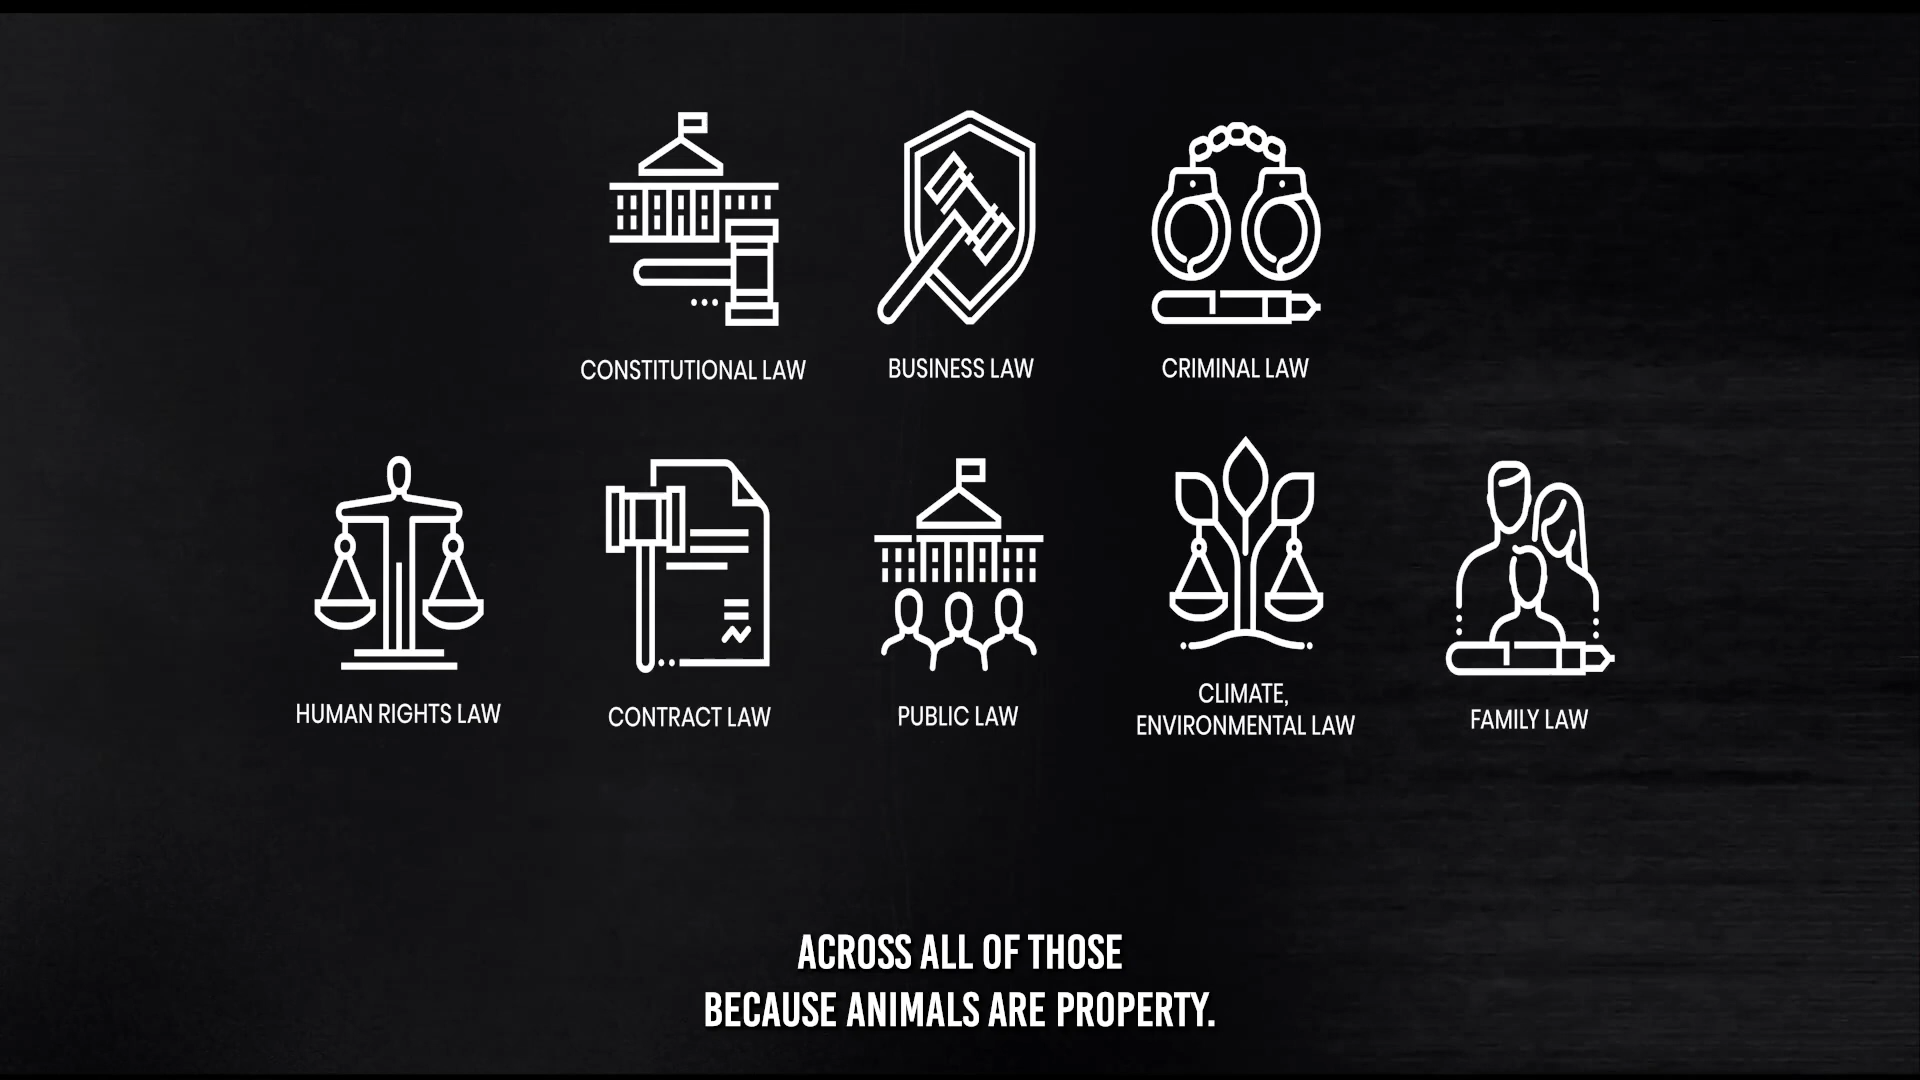 CONSTITUTIONAL LAW
BUSINESS LAW
CRIMINAL LAW
HUMAN RIGHTS LAW
CONTRACT LAW
PUBLIC LAW
CLIMATE,
ENVIRONMENTAL LAW
FAMILY LAW
ACROSS ALL OF THOSE
BECAUSE ANIMALS ARE PROPERTY.